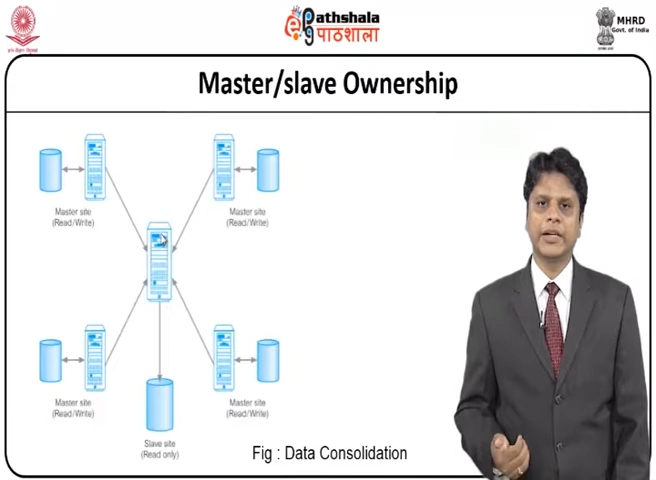 Pathshala
पाठशाला
MHRD
Govt. of India
Master/slave Ownership
Master site
(Read/Write)
Master site
(Read/Write)
Master site
(Read/Write)
Master site
(Read/Write)
Slave site
(Read only)
Fig : Data Consolidation